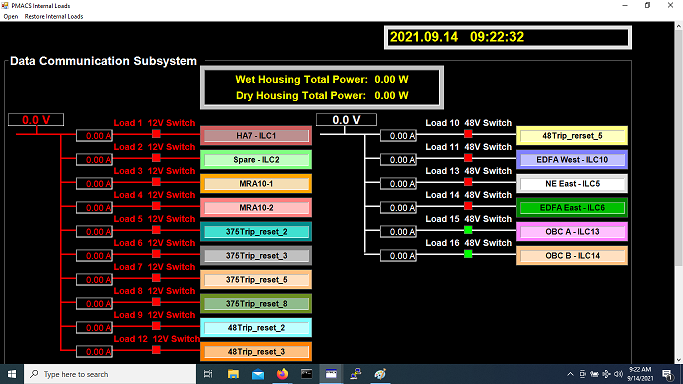 PMACS Internal Loads
Open Restore Internal Loads
2021.09.14 09:22:32
Data Communication Subsystem
Wet Housing Total Power: 0.00 W
Dry Housing Total Power: 0.00 W
0.0 V
Load 1 12V Switch
0.00 A
HA7 - ILC1
Load 2 12V Switch
0.00 A
Spare - ILC2
Load 3 12V Switch
0.00 A
MRA10-1
Load 4 12V Switch
0.00 A
MRA10-2
Load 5 12V Switch
0.00 A
375Trip_reset_2
Load 6 12V Switch
0.00 A
375Trip_reset_3
Load 7 12V Switch
0.00 A
375Trip_reset_5
Load 8 12V Switch
0.00 A
375Trip_reset_8
Load 9 12V Switch
0.00 A
48Trip_reset_2
Load 12 12V Switch
0.00 A
48Trip_reset_3
0.0 V
Load 10 48V Switch
0.00 A
48Trip_rerset_5
Load 11 48V Switch
0.00 A
EDFA West - ILC10
Load 13 48V Switch
0.00 A
NE East - ILC5
Load 14 48V Switch
0.00 A
EDFA East - ILC6
Load 15 48V Switch
0.00 A
OBC A - ILC13
Load 16 48V Switch
0.00 A
OBC B - ILC14
Type here to search
9:22 AM
9/14/2021